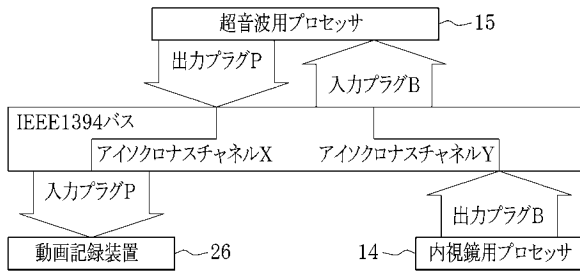 超音波用プロセッサ
15
出力プラグP
入力プラグB
IEEE1394バス
アイソクロナスチャネルX
アイソクロナスチャネルY
入力プラグP
出力プラグB
動画記録装置
26
14
内視鏡用プロセッサ